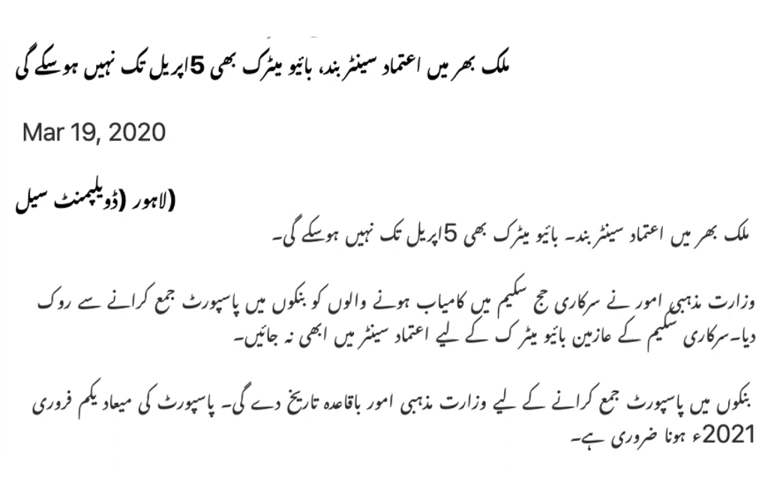 ملک بھر میں اعتماد سینٹر بند، بائیو میٹرک بھی 5اپریل تک نہیں ہوسکے گی
Mar 19, 2020
لاہور (ڈویلپمنٹ سیل)
ملک بھر میں اعتماد سینٹر بند۔ بائیو میٹرک بھی 5اپریل تک نہیں ہوسکے گی۔
وزارت مذہبی امور نے سرکاری حج سکیم میں کامیاب ہونے والوں کو بنکوں میں پاسپورٹ جمع کرانے سے روک
دیا۔سرکاری سکیم کے عازمین بائیو میٹر ک کے لیے اعتماد سینٹر میں ابھی نہ جائیں۔
بنکوں میں پاسپورٹ جمع کرانے کے لیے وزارت مذہبی امور باقاعدہ تاریخ دے گی۔ پاسپورٹ کی میعاد یکم فروری
2021ء ہونا ضروری ہے۔